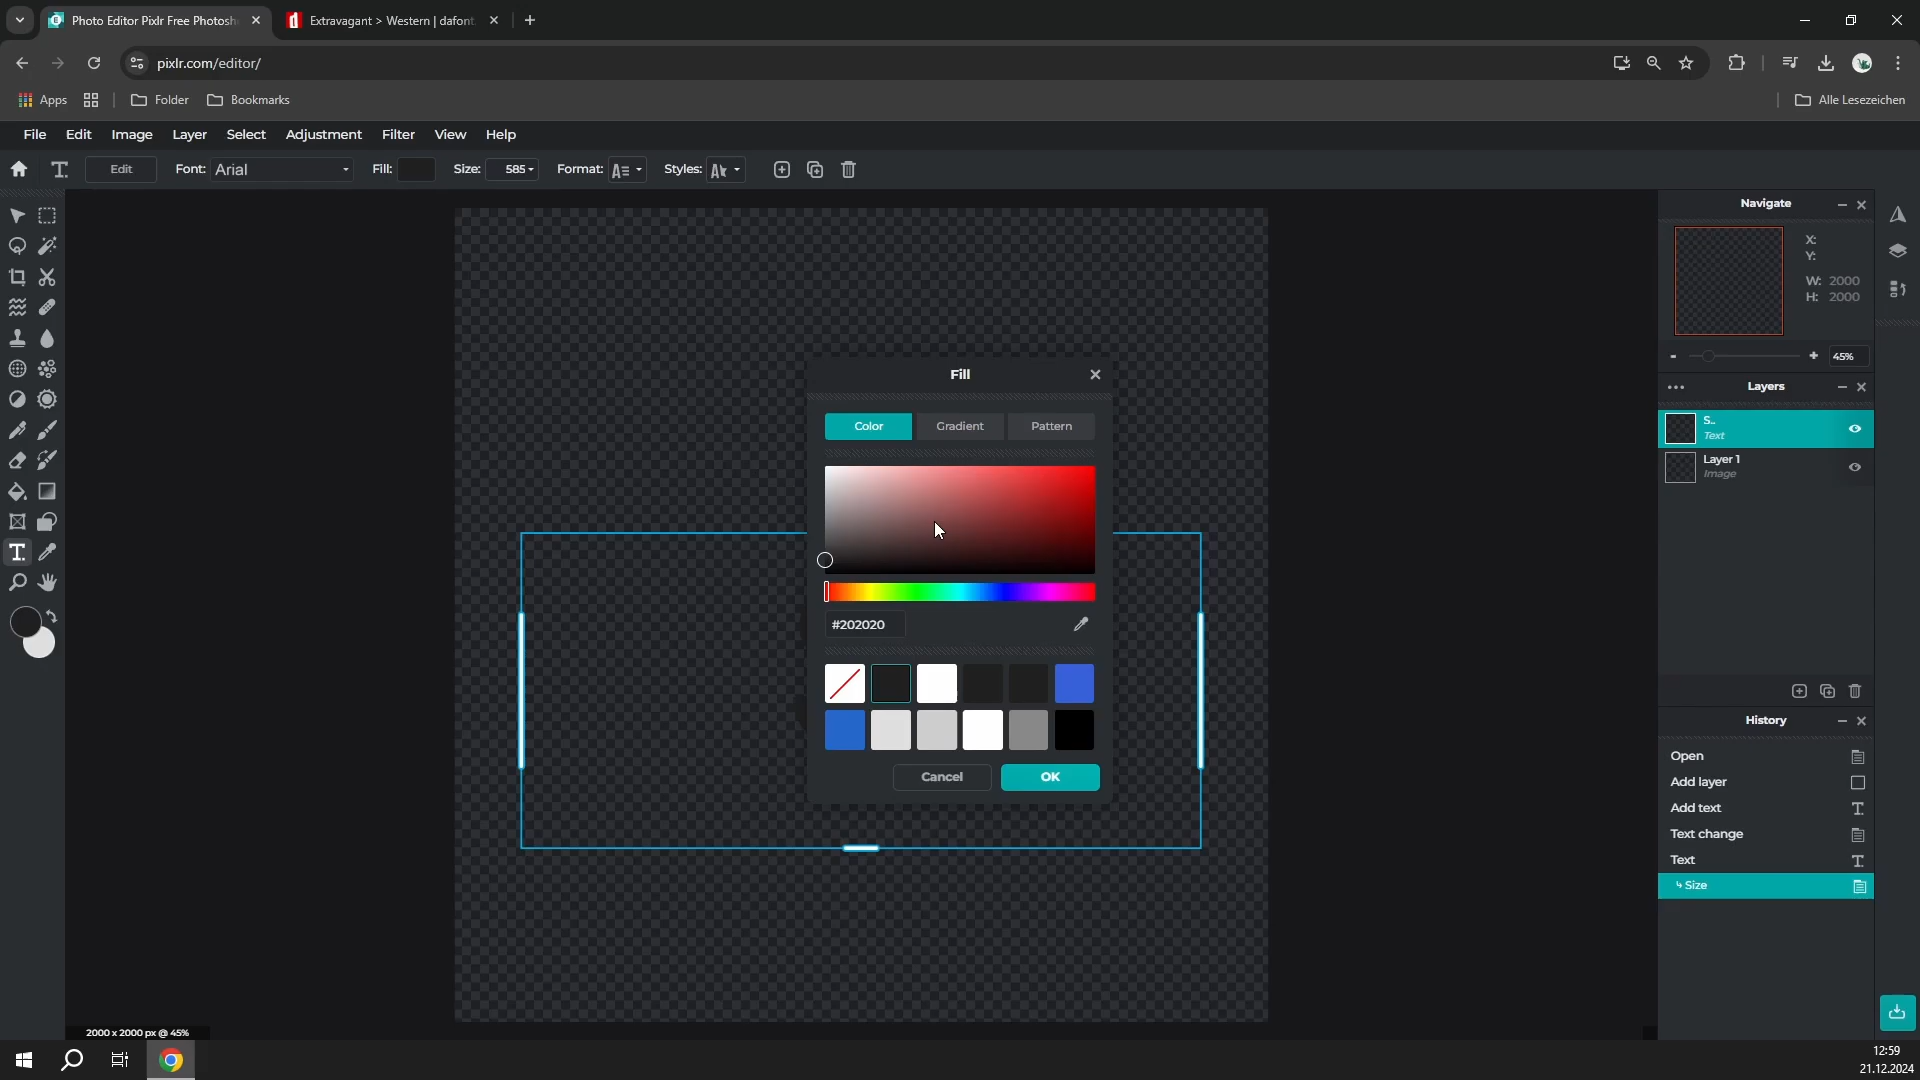 Photo Editor Pixlr Free Photosh
Extravagant > Western | dafont
pixlr.com/editor/
Apps
Folder
Bookmarks
Alle Lesezeichen
File Edit Image Layer Select Adjustment Filter View Help
Edit
Font: Arial
Fill:
Size: 585
Format:
Styles:
Navigate
X:
Y:
W: 2000
H: 2000
- + 45%
Layers
S..
Text
Layer 1
Image
Fill
Color Gradient Pattern
#202020
Cancel OK
History
Open
Add layer
Add text
Text change
Text
Size
2000 x 2000 px @ 45%
12:59
21.12.2024